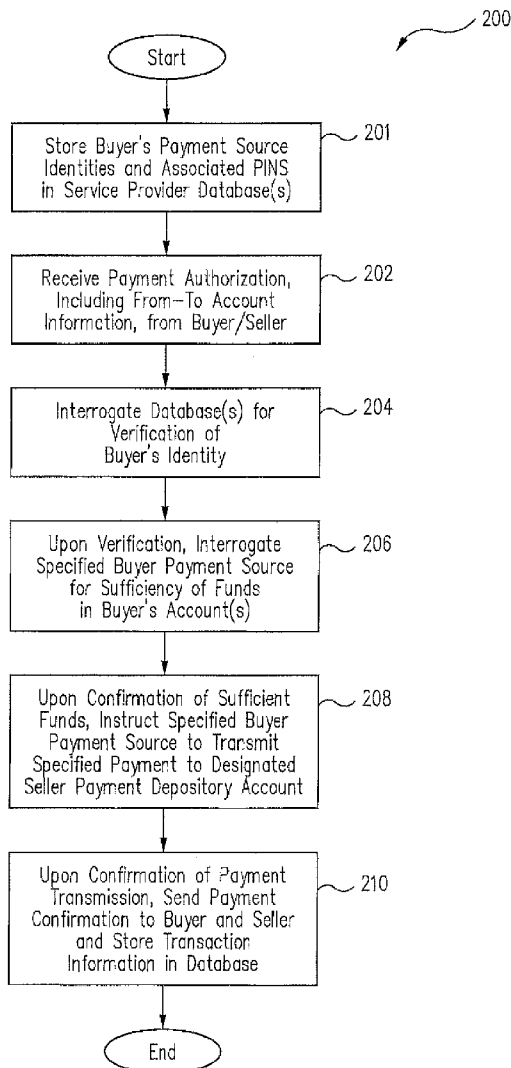 200
Start
201
Store Buyer's Payment Source
Identities and Associated PINS
in Service Provider Database(s)
202
Receive Payment Authorization,
Including From-To Account
Information, from Buyer/Seller
204
Interrogate Database(s) for
Verification of
Buyer's Identity
206
Upon Verification, Interrogate
Specified Buyer Payment Source
for Sufficiency of Funds
in Buyer's Account(s)
208
Upon Confirmation of Sufficient
Funds, Instruct Specified Buyer
Payment Source to Transmit
Specified Payment to Designated
Seller Payment Depository Account
210
Upon Confirmation of Payment
Transmission, Send Payment
Confirmation to Buyer and Seller
and Store Transaction
Information in Database
End